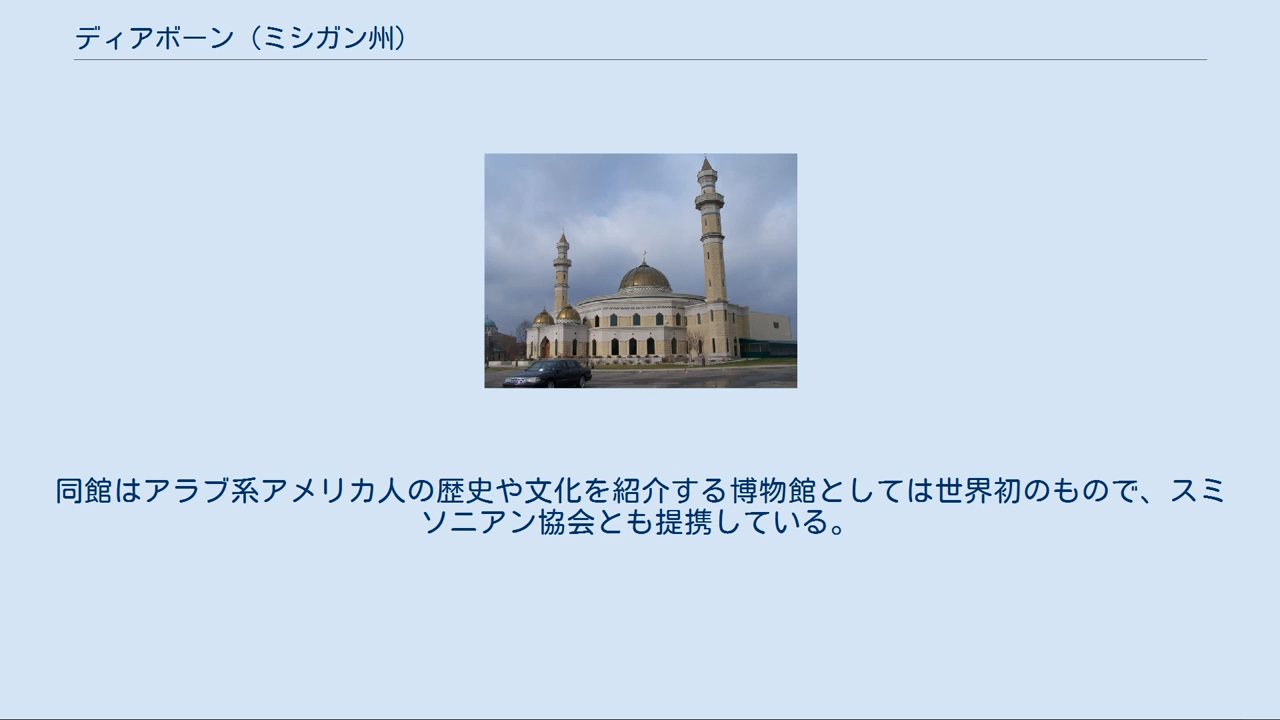 ディアボーン（ミシガン州）
同館はアラブ系アメリカ人の歴史や文化を紹介する博物館としては世界初のもので、スミ
ソニアン協会とも提携している。